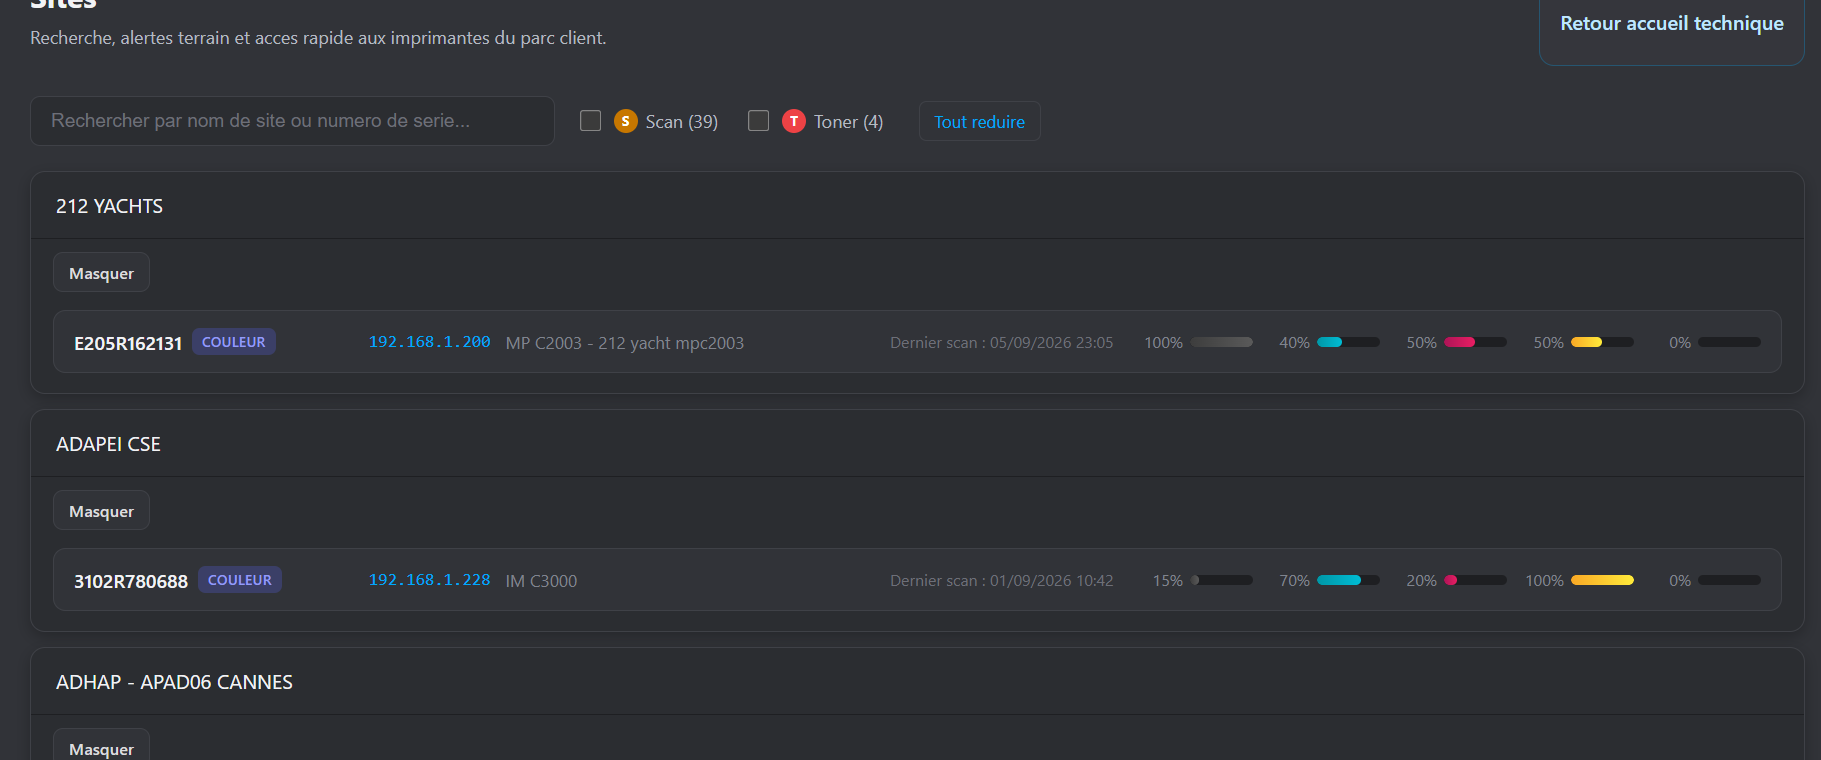 Sites
Retour accueil technique
Recherche, alertes terrain et acces rapide aux imprimantes du parc client.
Rechercher par nom de site ou numero de serie...
S Scan (39)
T Toner (4)
Tout reduire
212 YACHTS
Masquer
E205R162131 COULEUR 192.168.1.200 MP C2003 - 212 yacht mpc2003 Dernier scan : 05/09/2026 23:05 100% 40% 50% 50% 0%
ADAPEI CSE
Masquer
3102R780688 COULEUR 192.168.1.228 IM C3000 Dernier scan : 01/09/2026 10:42 15% 70% 20% 100% 0%
ADHAP - APAD06 CANNES
Masquer